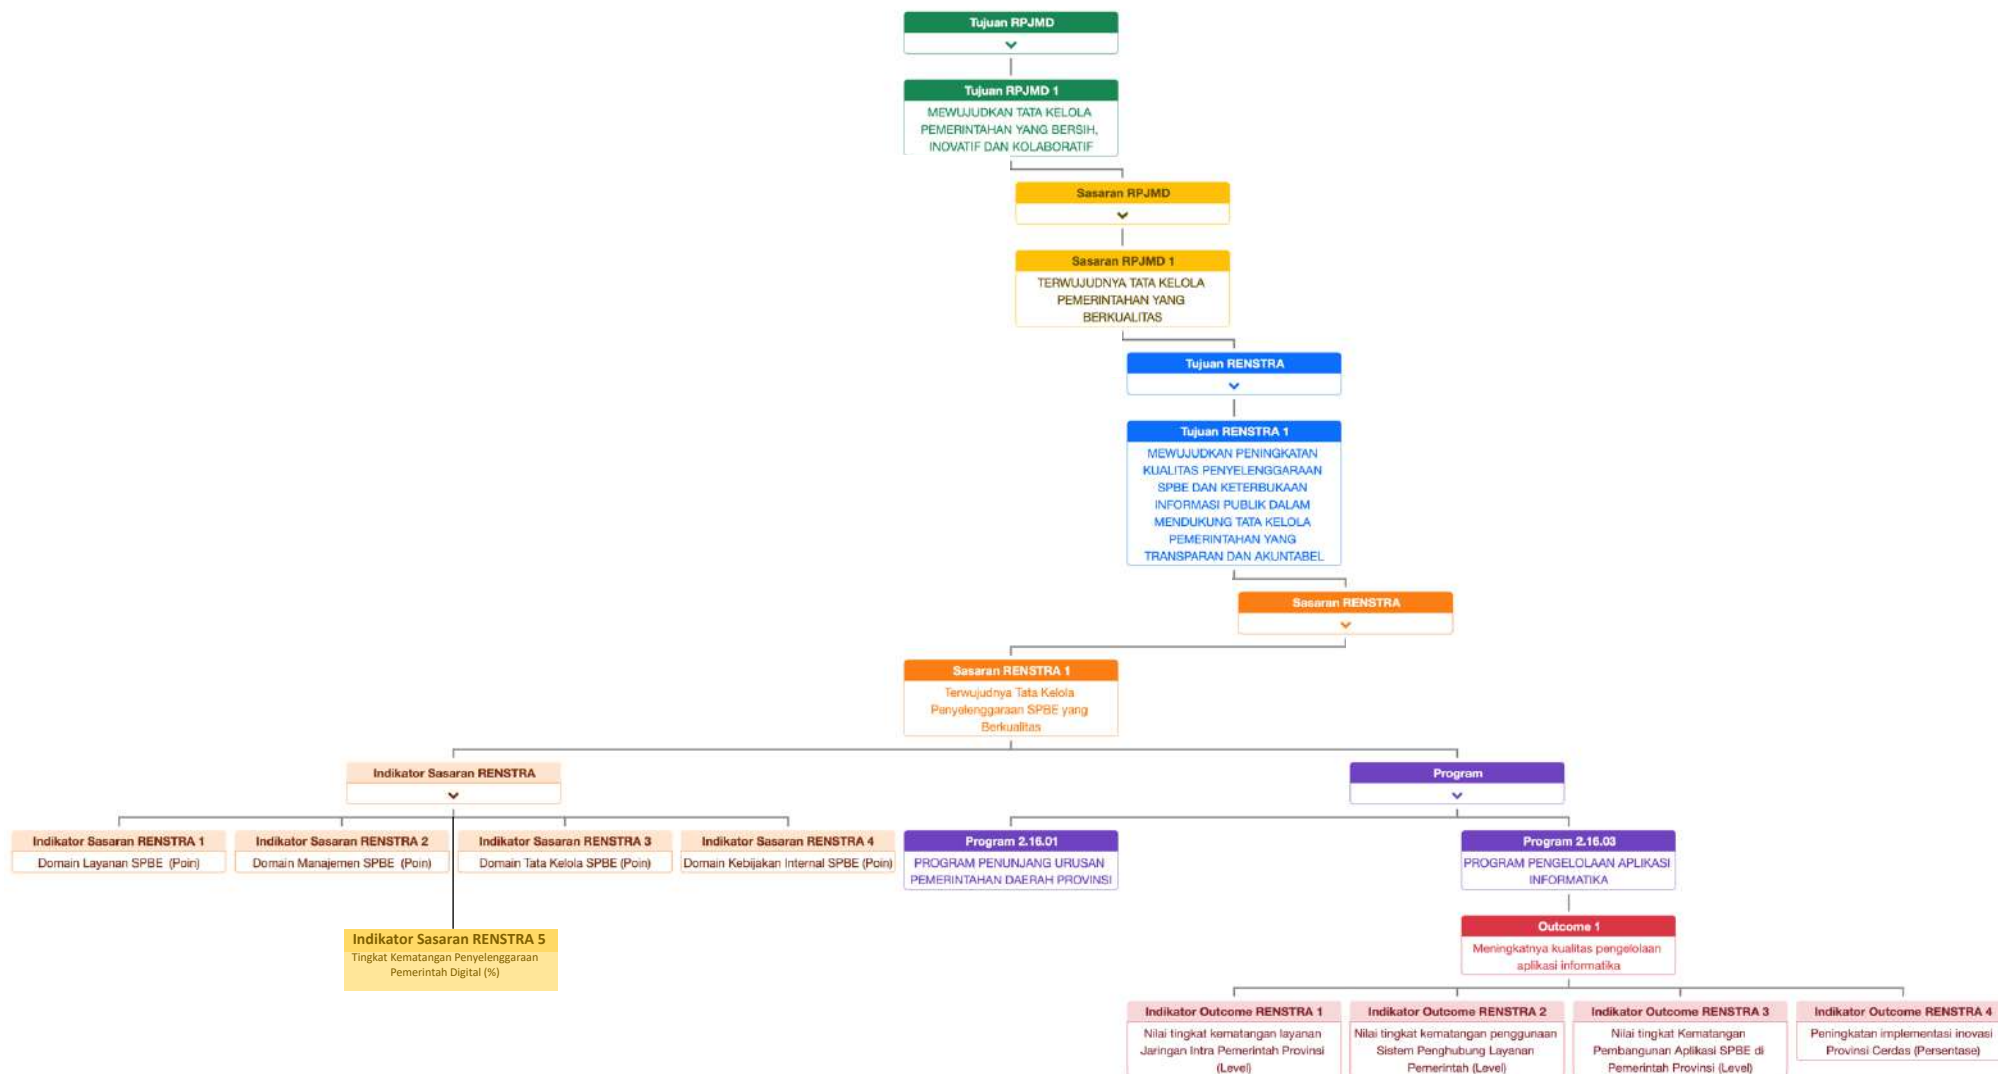 Tujuan RPJMD
Tujuan RPJMD 1
MEWUJUDKAN TATA KELOLA
PEMERINTAHAN YANG BERSIH,
INOVATIF DAN KOLABORATIF
Sasaran RPJMD
Sasaran RPJMD 1
TERWUJUDNYA TATA KELOLA
PEMERINTAHAN YANG
BERKUALITAS
Tujuan RENSTRA
Tujuan RENSTRA 1
MEWUJUDKAN PENINGKATAN
KUALITAS PENYELENGGARAAN
SPBE DAN KETERBUKAAN
INFORMASI PUBLIK DALAM
MENDUKUNG TATA KELOLA
PEMERINTAHAN YANG
TRANSPARAN DAN AKUNTABEL
Sasaran RENSTRA
Sasaran RENSTRA 1
Terwujudnya Tata Kelola
Penyelenggaraan SPBE yang
Berkualitas
Indikator Sasaran RENSTRA
Indikator Sasaran RENSTRA 1
Domain Layanan SPBE (Poin)
Indikator Sasaran RENSTRA 2
Domain Manajemen SPBE (Poin)
Indikator Sasaran RENSTRA 3
Domain Tata Kelola SPBE (Poin)
Indikator Sasaran RENSTRA 4
Domain Kebijakan Internal SPBE (Poin)
Indikator Sasaran RENSTRA 5
Tingkat Kematangan Penyelenggaraan
Pemerintah Digital (%)
Program
Program 2.16.01
PROGRAM PENUNJANG URUSAN
PEMERINTAHAN DAERAH PROVINSI
Program 2.16.03
PROGRAM PENGELOLAAN APLIKASI
INFORMATIKA
Outcome 1
Meningkatnya kualitas pengelolaan
aplikasi informatika
Indikator Outcome RENSTRA 1
Nilai tingkat kematangan layanan
Jaringan Intra Pemerintah Provinsi
(Level)
Indikator Outcome RENSTRA 2
Nilai tingkat kematangan penggunaan
Sistem Penghubung Layanan
Pemerintah (Level)
Indikator Outcome RENSTRA 3
Nilai tingkat Kematangan
Pembangunan Aplikasi SPBE di
Pemerintah Provinsi (Level)
Indikator Outcome RENSTRA 4
Peningkatan implementasi inovasi
Provinsi Cerdas (Persentase)